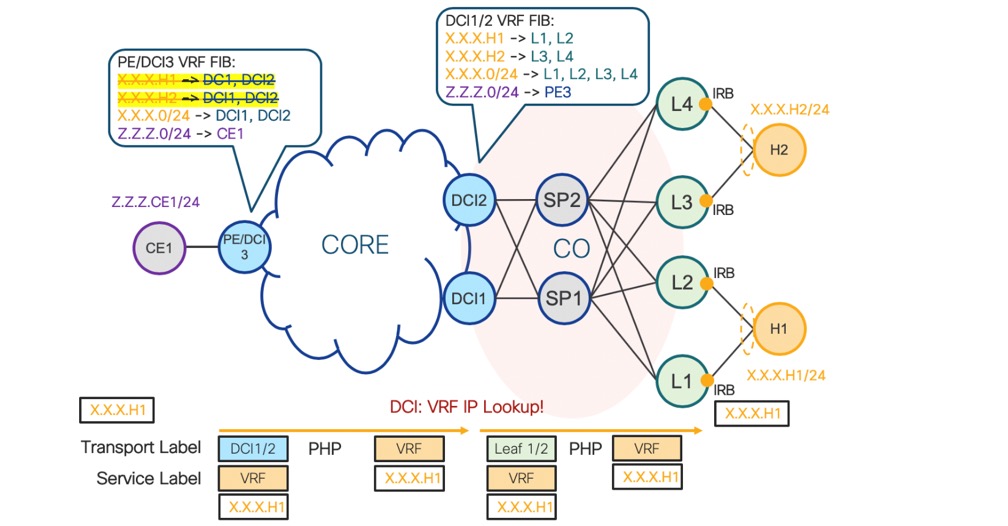 DCI1/2 VRF FIB:
X.X.X.H1 -> L1, L2
X.X.X.H2 -> L3, L4
X.X.X.0/24 -> L1, L2, L3, L4
Z.Z.Z.0/24 -> PE3
PE/DCI3 VRF FIB:
X.X.X.H1 -> DC1, DCI2
X.X.X.H2 -> DCI1, DCI2
X.X.X.0/24 -> DCI1, DCI2
Z.Z.Z.0/24 -> CE1
L4
IRB
X.X.X.H2/24
H2
L3
IRB
Z.Z.Z.CE1/24
CE1
PE/DCI
3
CORE
DCI2
SP2
CO
DCI1
SP1
L2
IRB
H1
L1
IRB
X.X.X.H1/24
X.X.X.H1
DCI: VRF IP Lookup!
X.X.X.H1
Transport Label
DCI1/2
PHP
VRF
Leaf 1/2
PHP
VRF
Service Label
VRF
X.X.X.H1
VRF
X.X.X.H1
X.X.X.H1
X.X.X.H1